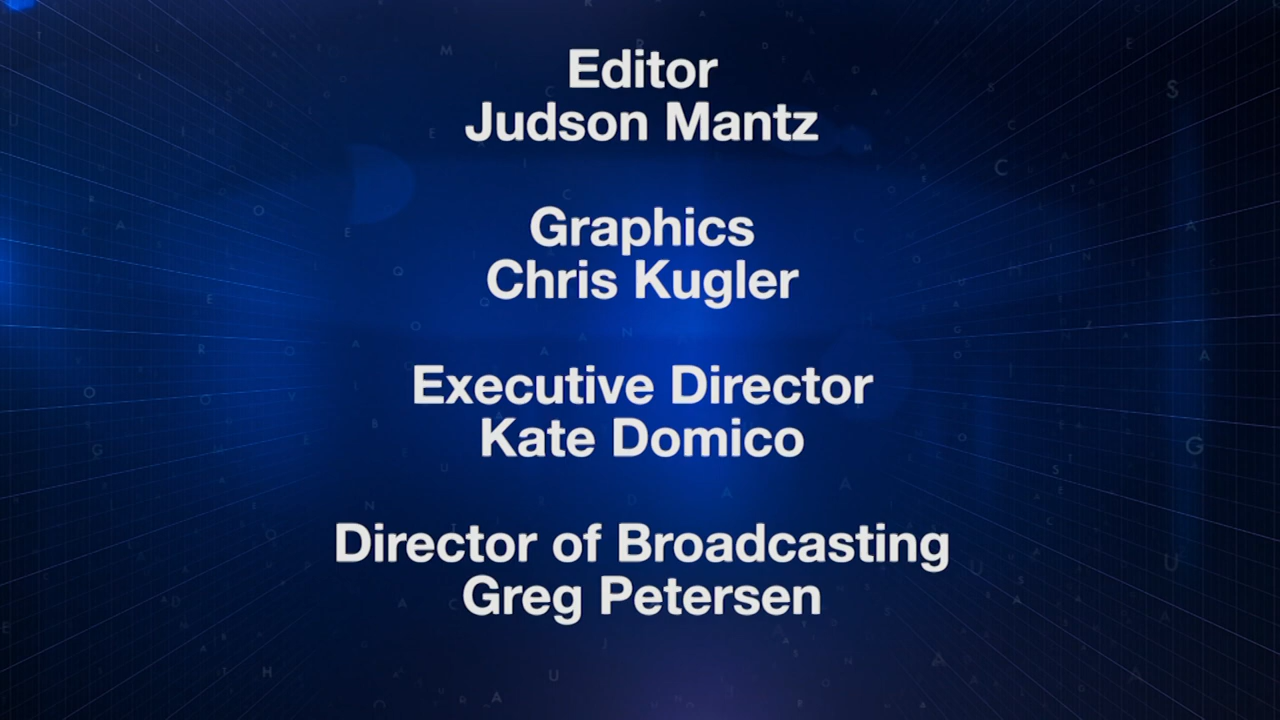 Editor
Judson Mantz
Graphics
Chris Kugler
Executive Director
Kate Domico
Director of Broadcasting
Greg Petersen